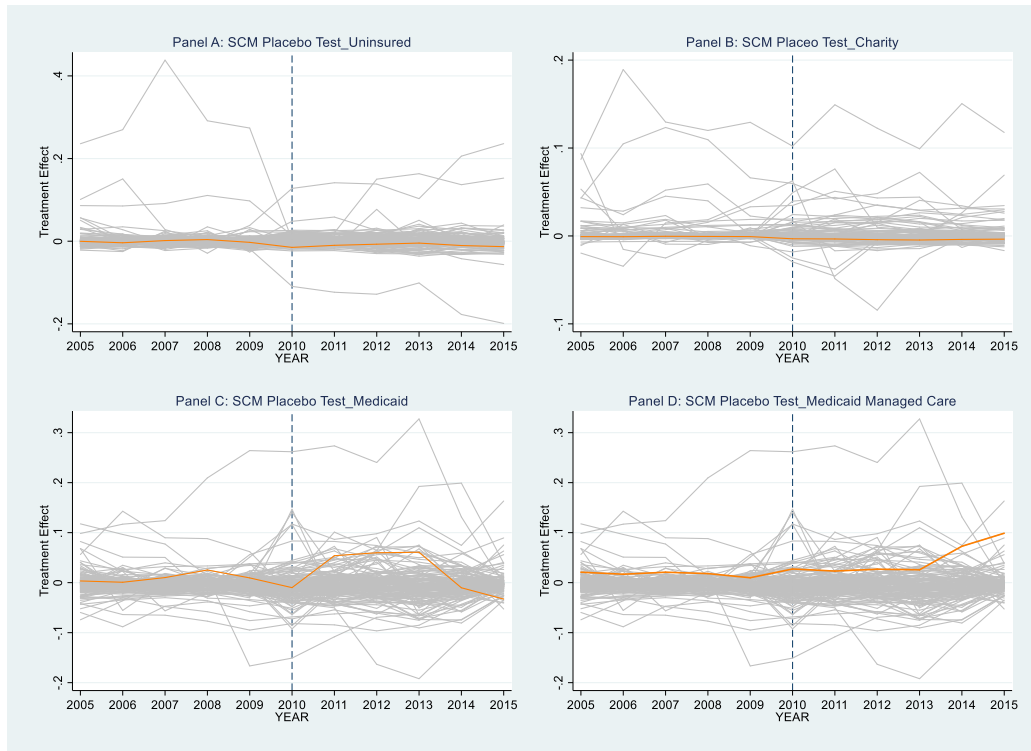 Panel A: SCM Placebo Test_Uninsured
Treatment Effect
.4
.2
0
-.2
2005 2006 2007 2008 2009 2010 2011 2012 2013 2014 2015
YEAR
Panel B: SCM Placeo Test_Charity
Treatment Effect
.2
.1
0
-.1
2005 2006 2007 2008 2009 2010 2011 2012 2013 2014 2015
YEAR
Panel C: SCM Placebo Test_Medicaid
Treatment Effect
.3
.2
.1
0
-.1
-.2
2005 2006 2007 2008 2009 2010 2011 2012 2013 2014 2015
YEAR
Panel D: SCM Placebo Test_Medicaid Managed Care
Treatment Effect
.3
.2
.1
0
-.1
-.2
2005 2006 2007 2008 2009 2010 2011 2012 2013 2014 2015
YEAR